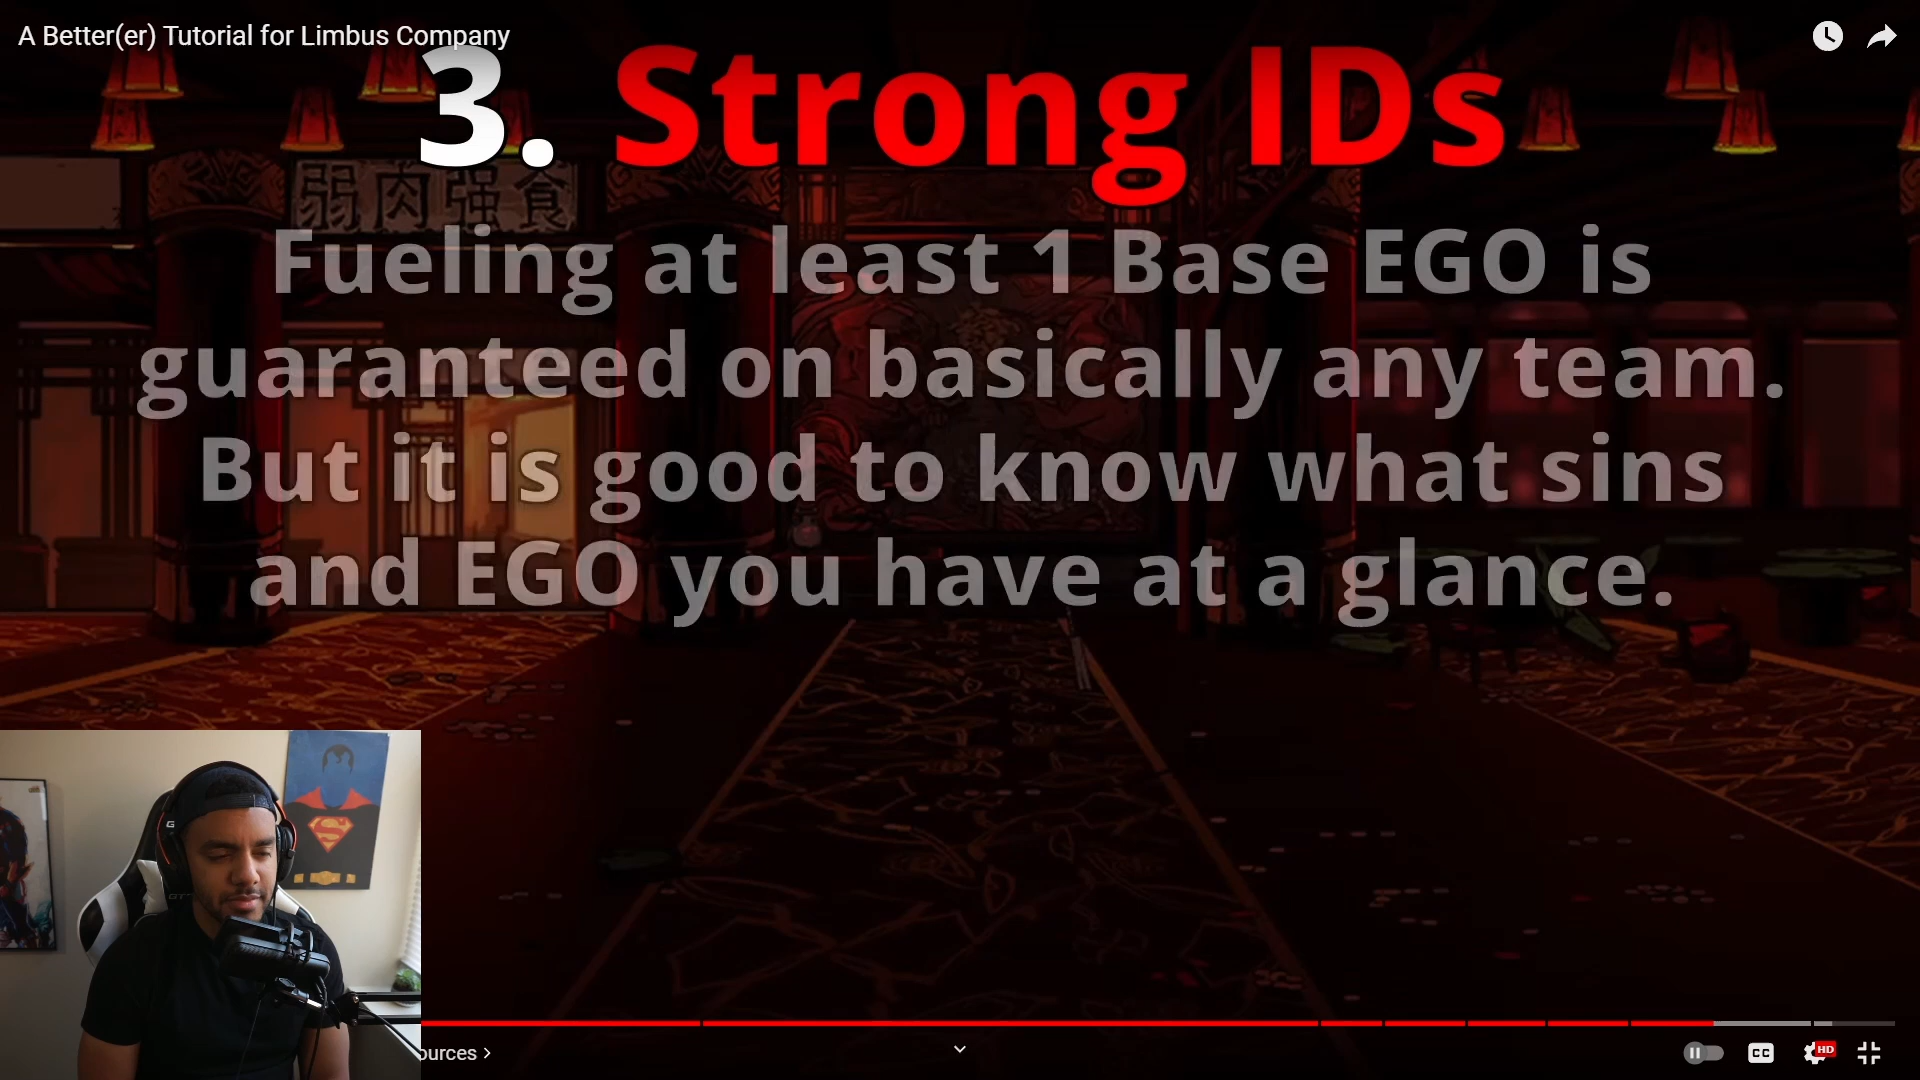 A Better(er) Tutorial for Limbus Company
3. Strong IDs
弱肉强食
Fueling at least 1 Base EGO is
guaranteed on basically any team.
But it is good to know what sins
and EGO you have at a glance.
ources
CC
HD